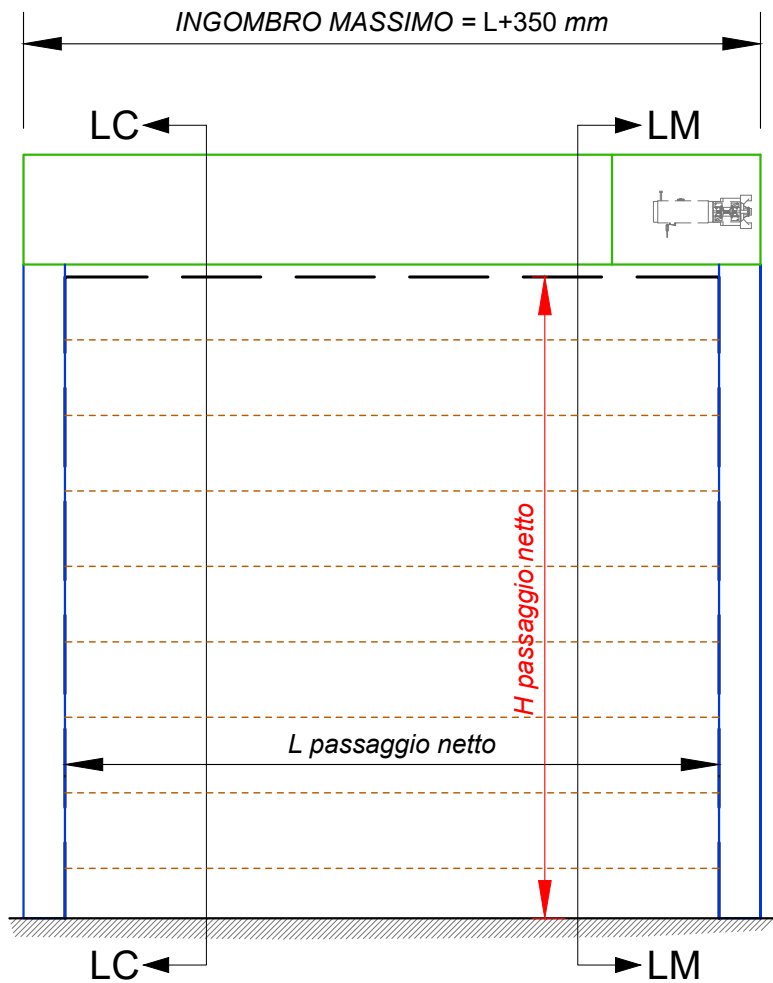 INGOMBRO MASSIMO = L+350 mm
LC
LM
H passaggio netto
L passaggio netto
LC
LM